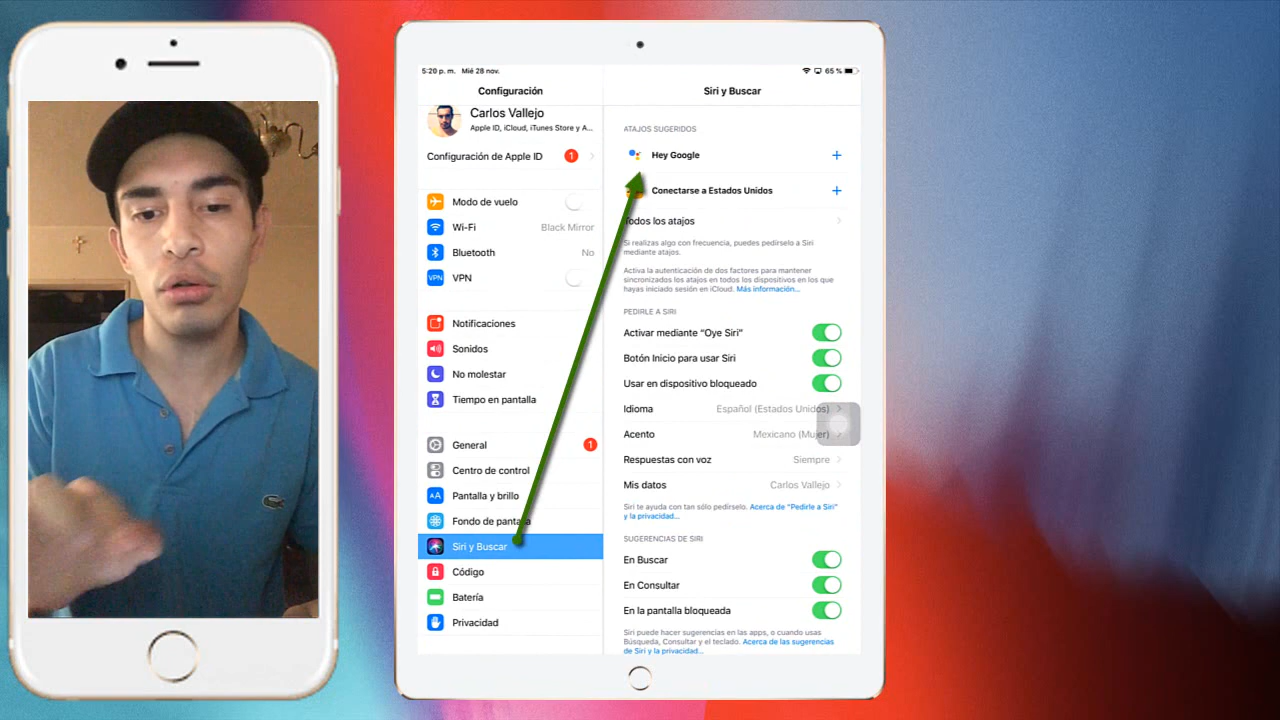 5:20 p. m. Mié 28 nov.
65 %
Configuración
Carlos Vallejo
Apple ID, iCloud, iTunes Store y A...
Configuración de Apple ID 1
Modo de vuelo
Wi-Fi Black Mirror
Bluetooth No
VPN VPN
Notificaciones
Sonidos
No molestar
Tiempo en pantalla
General 1
Centro de control
AA Pantalla y brillo
Fondo de pantalla
Siri y Buscar
Código
Batería
Privacidad
Siri y Buscar
ATAJOS SUGERIDOS
Hey Google +
Conectarse a Estados Unidos +
Todos los atajos
Si realizas algo con frecuencia, puedes pedírselo a Siri
mediante atajos.
Activa la autenticación de dos factores para mantener
sincronizados los atajos en todos los dispositivos en los que
hayas iniciado sesión en iCloud. Más información...
PEDIRLE A SIRI
Activar mediante “Oye Siri”
Botón Inicio para usar Siri
Usar en dispositivo bloqueado
Idioma Español (Estados Unidos)
Acento Mexicano (Mujer)
Respuestas con voz Siempre
Mis datos Carlos Vallejo
Siri te ayuda con tan sólo pedírselo. Acerca de “Pedirle a Siri”
y la privacidad...
SUGERENCIAS DE SIRI
En Buscar
En Consultar
En la pantalla bloqueada
Siri puede hacer sugerencias en las apps, o cuando usas
Búsqueda, Consultar y el teclado. Acerca de las sugerencias
de Siri y la privacidad...